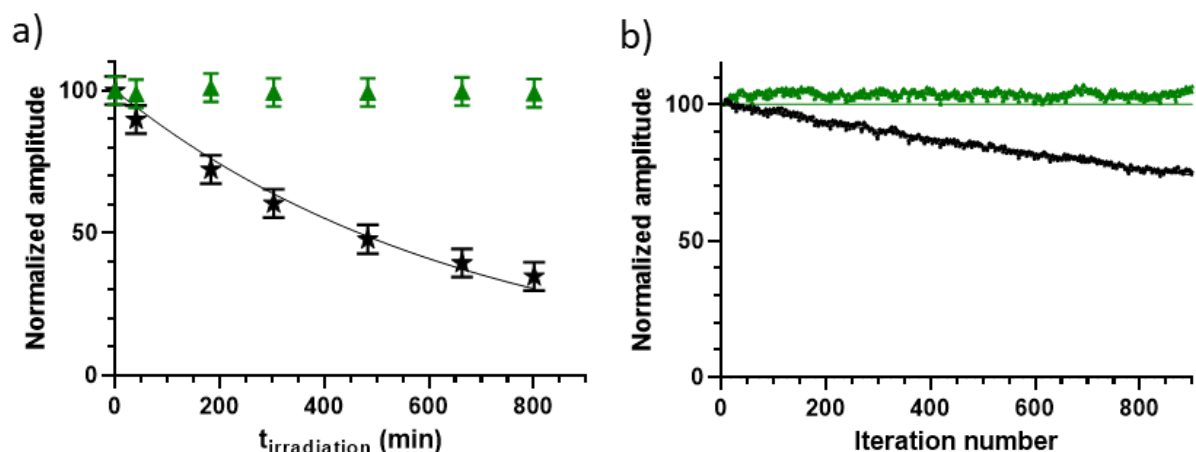 a)
Normalized amplitude
100
50
0
0 200 400 600 800
tirradiation (min)
b)
Normalized amplitude
100
50
0
0 200 400 600 800
Iteration number